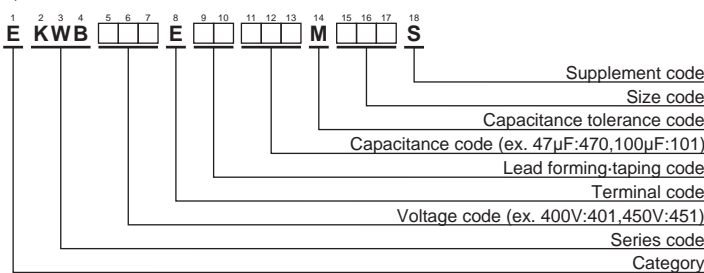 1 2 3 4 5 6 7 8 9 10 11 12 13 14 15 16 17 18
E KWB □□□ E □□ □□□ M □□□ S
Supplement code
Size code
Capacitance tolerance code
Capacitance code (ex. 47µF:470,100µF:101)
Lead forming·taping code
Terminal code
Voltage code (ex. 400V:401,450V:451)
Series code
Category